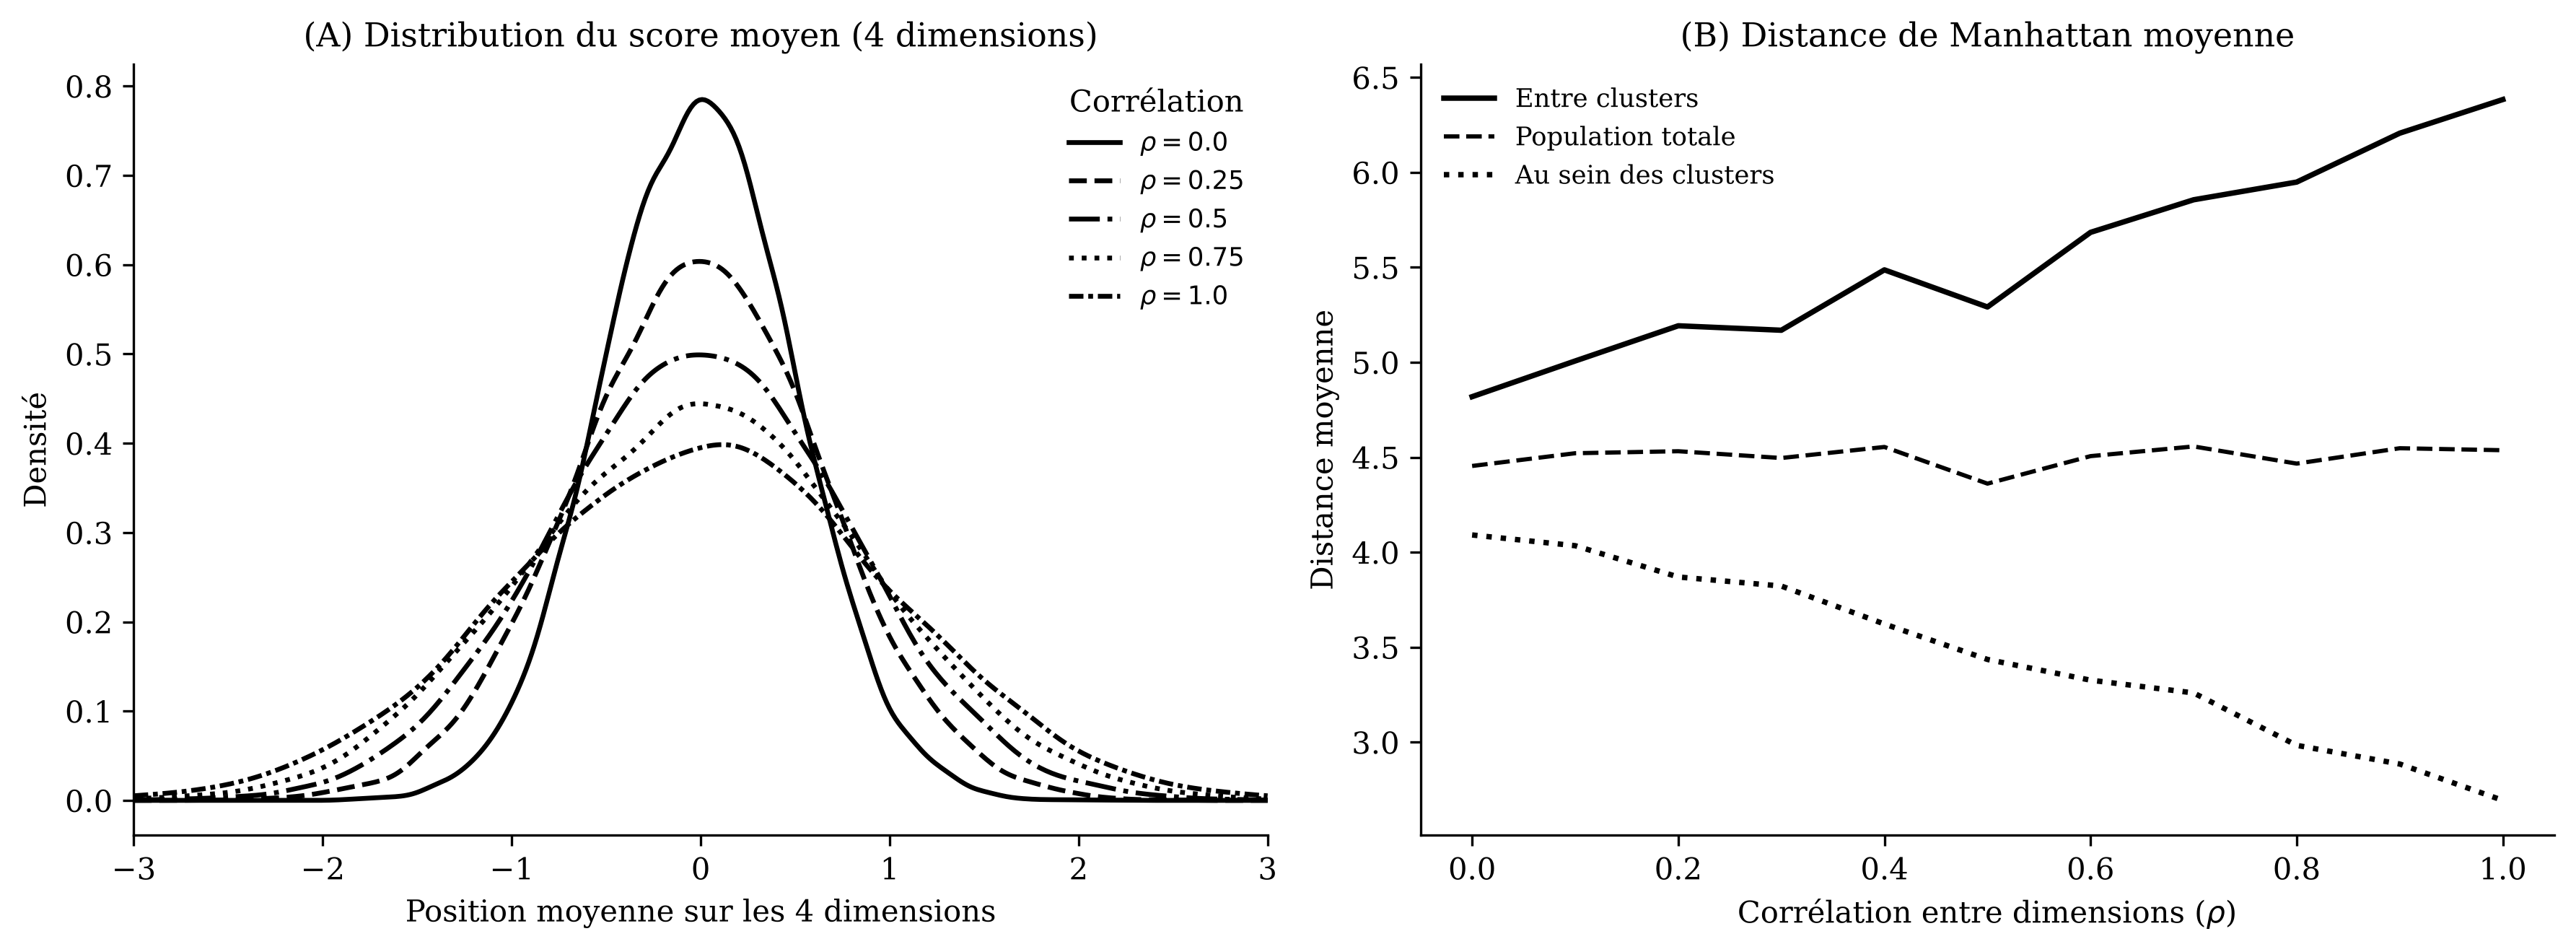 (A) Distribution du score moyen (4 dimensions)
Densité
0.8
0.7
0.6
0.5
0.4
0.3
0.2
0.1
0.0
−3
−2
−1
0
1
2
3
Position moyenne sur les 4 dimensions
Corrélation
ρ = 0.0
ρ = 0.25
ρ = 0.5
ρ = 0.75
ρ = 1.0
(B) Distance de Manhattan moyenne
Distance moyenne
6.5
6.0
5.5
5.0
4.5
4.0
3.5
3.0
Entre clusters
Population totale
Au sein des clusters
0.0
0.2
0.4
0.6
0.8
1.0
Corrélation entre dimensions (ρ)